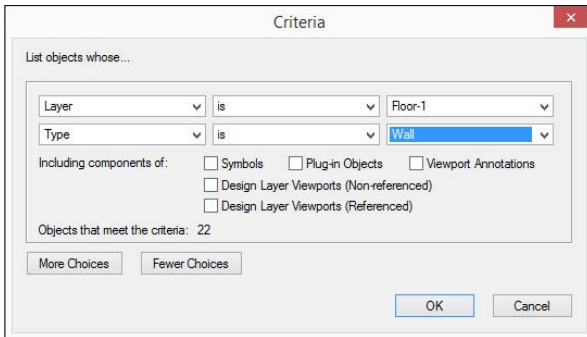 Criteria
List objects whose...
Layer is Floor-1
Type is Wall
Including components of: Symbols Plug-in Objects Viewport Annotations
Design Layer Viewports (Non-referenced)
Design Layer Viewports (Referenced)
Objects that meet the criteria: 22
More Choices Fewer Choices
OK Cancel